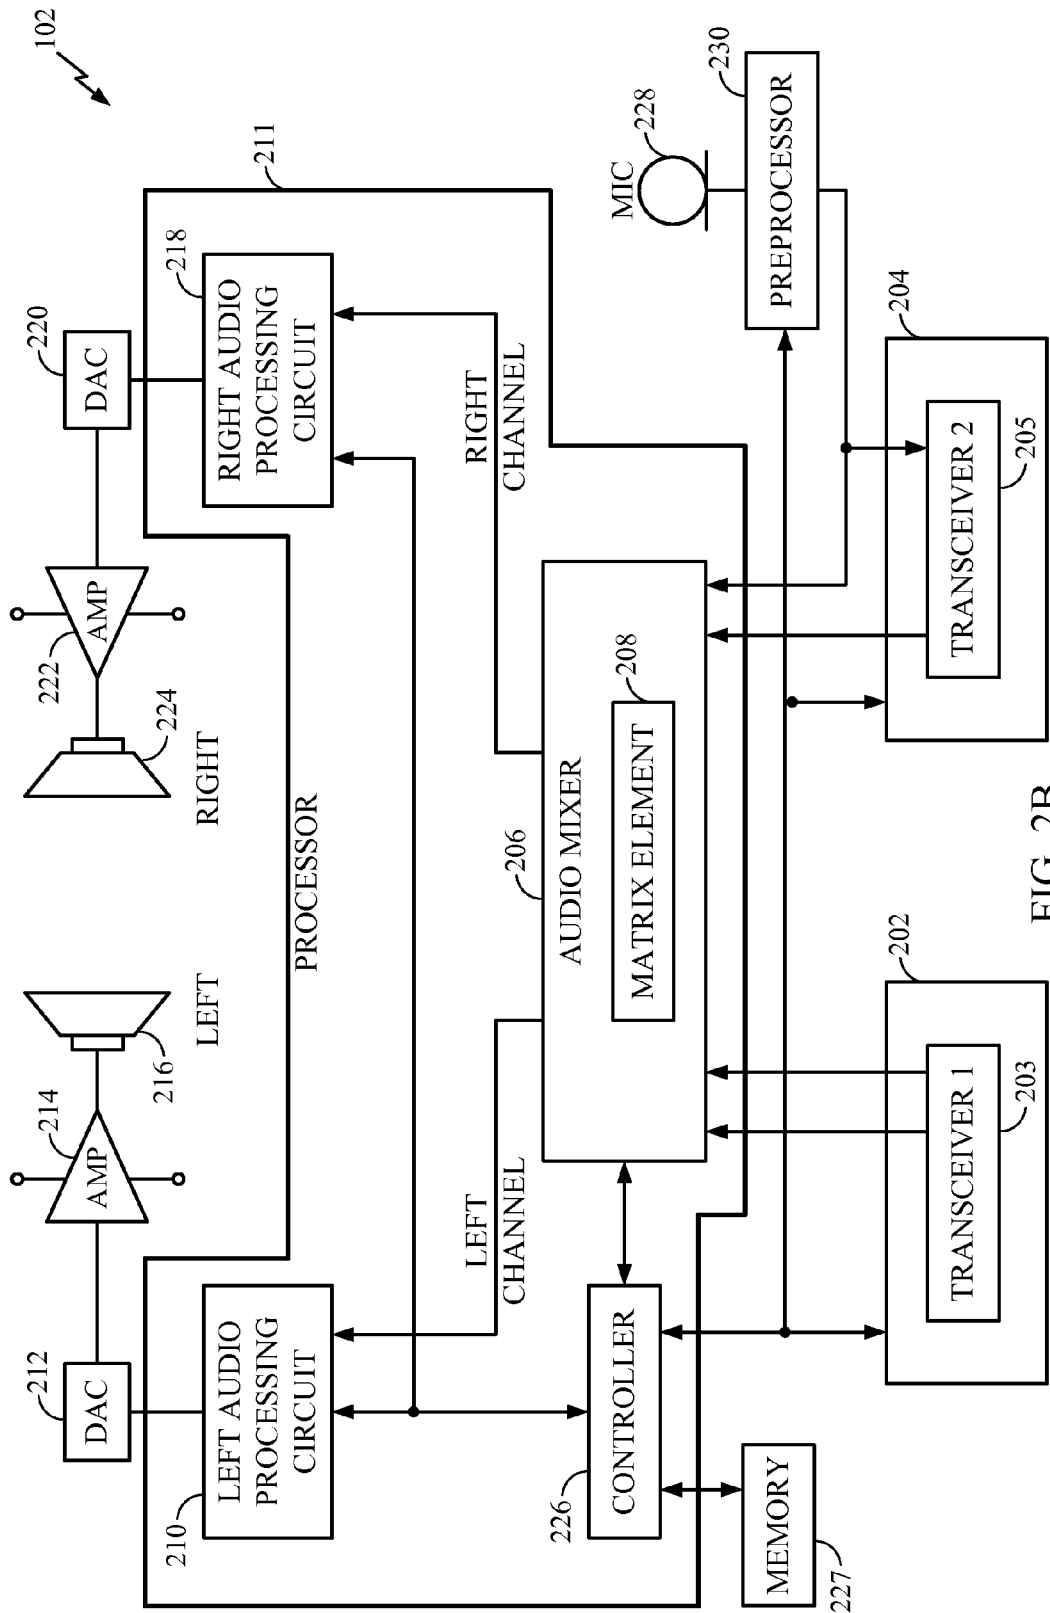 102
212
DAC
214
AMP
216
LEFT
RIGHT
224
222
AMP
220
DAC
210
LEFT AUDIO
PROCESSING
CIRCUIT
PROCESSOR
218
RIGHT AUDIO
PROCESSING
CIRCUIT
211
LEFT
CHANNEL
RIGHT
CHANNEL
206
AUDIO MIXER
208
MATRIX ELEMENT
226
CONTROLLER
MIC
228
230
PREPROCESSOR
MEMORY
227
202
TRANSCEIVER 1
203
204
TRANSCEIVER 2
205
FIG. 2B